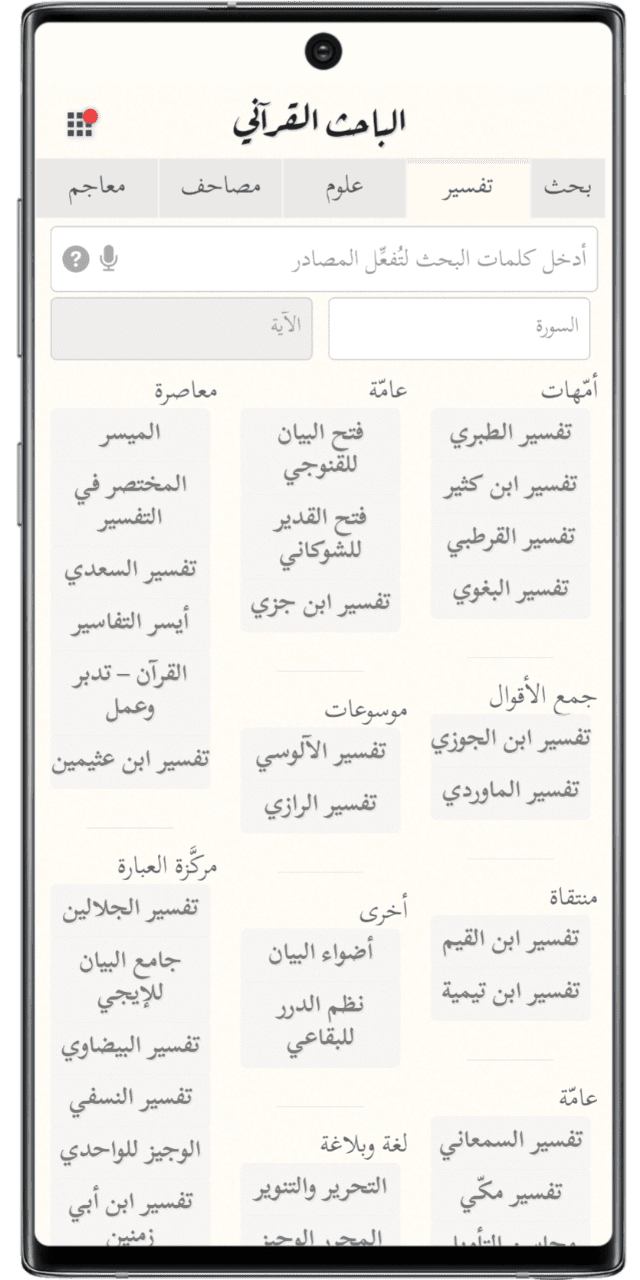 الباحث القرآني
بحث
تفسير
علوم
مصاحف
معاجم
أدخل كلمات البحث لتُفعِّل المصادر
?
السورة
الآية
أمّهات
تفسير الطبري
تفسير ابن كثير
تفسير القرطبي
تفسير البغوي
جمع الأقوال
تفسير ابن الجوزي
تفسير الماوردي
منتقاة
تفسير ابن القيم
تفسير ابن تيمية
عامّة
تفسير السمعاني
تفسير مكّي
محاسن التأويل
عامّة
فتح البيان
للقنوجي
فتح القدير
للشوكاني
تفسير ابن جزي
موسوعات
تفسير الآلوسي
تفسير الرازي
أخرى
أضواء البيان
نظم الدرر
للبقاعي
لغة وبلاغة
التحرير والتنوير
المحرر الوجيز
معاصرة
الميسر
المختصر في
التفسير
تفسير السعدي
أيسر التفاسير
القرآن – تدبر
وعمل
تفسير ابن عثيمين
مركَّزة العبارة
تفسير الجلالين
جامع البيان
للإيجي
تفسير البيضاوي
تفسير النسفي
الوجيز للواحدي
تفسير ابن أبي
زمنين